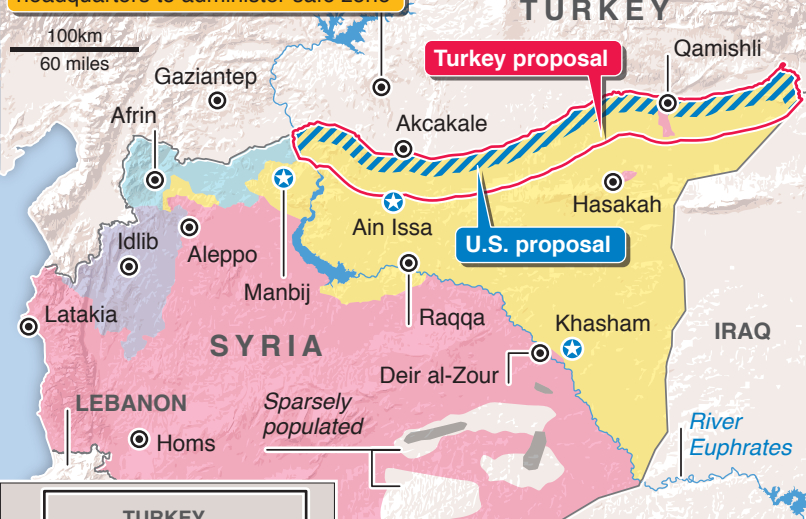 headquarters to administer safe zone
TURKEY
100km
60 miles
Gaziantep
Turkey proposal
Qamishli
Afrin
Akcakale
Hasakah
Ain Issa
U.S. proposal
Idlib
Aleppo
Manbij
Latakia
Raqqa
Khasham
SYRIA
IRAQ
Deir al-Zour
LEBANON
Sparsely
populated
River
Euphrates
Homs
TURKEY